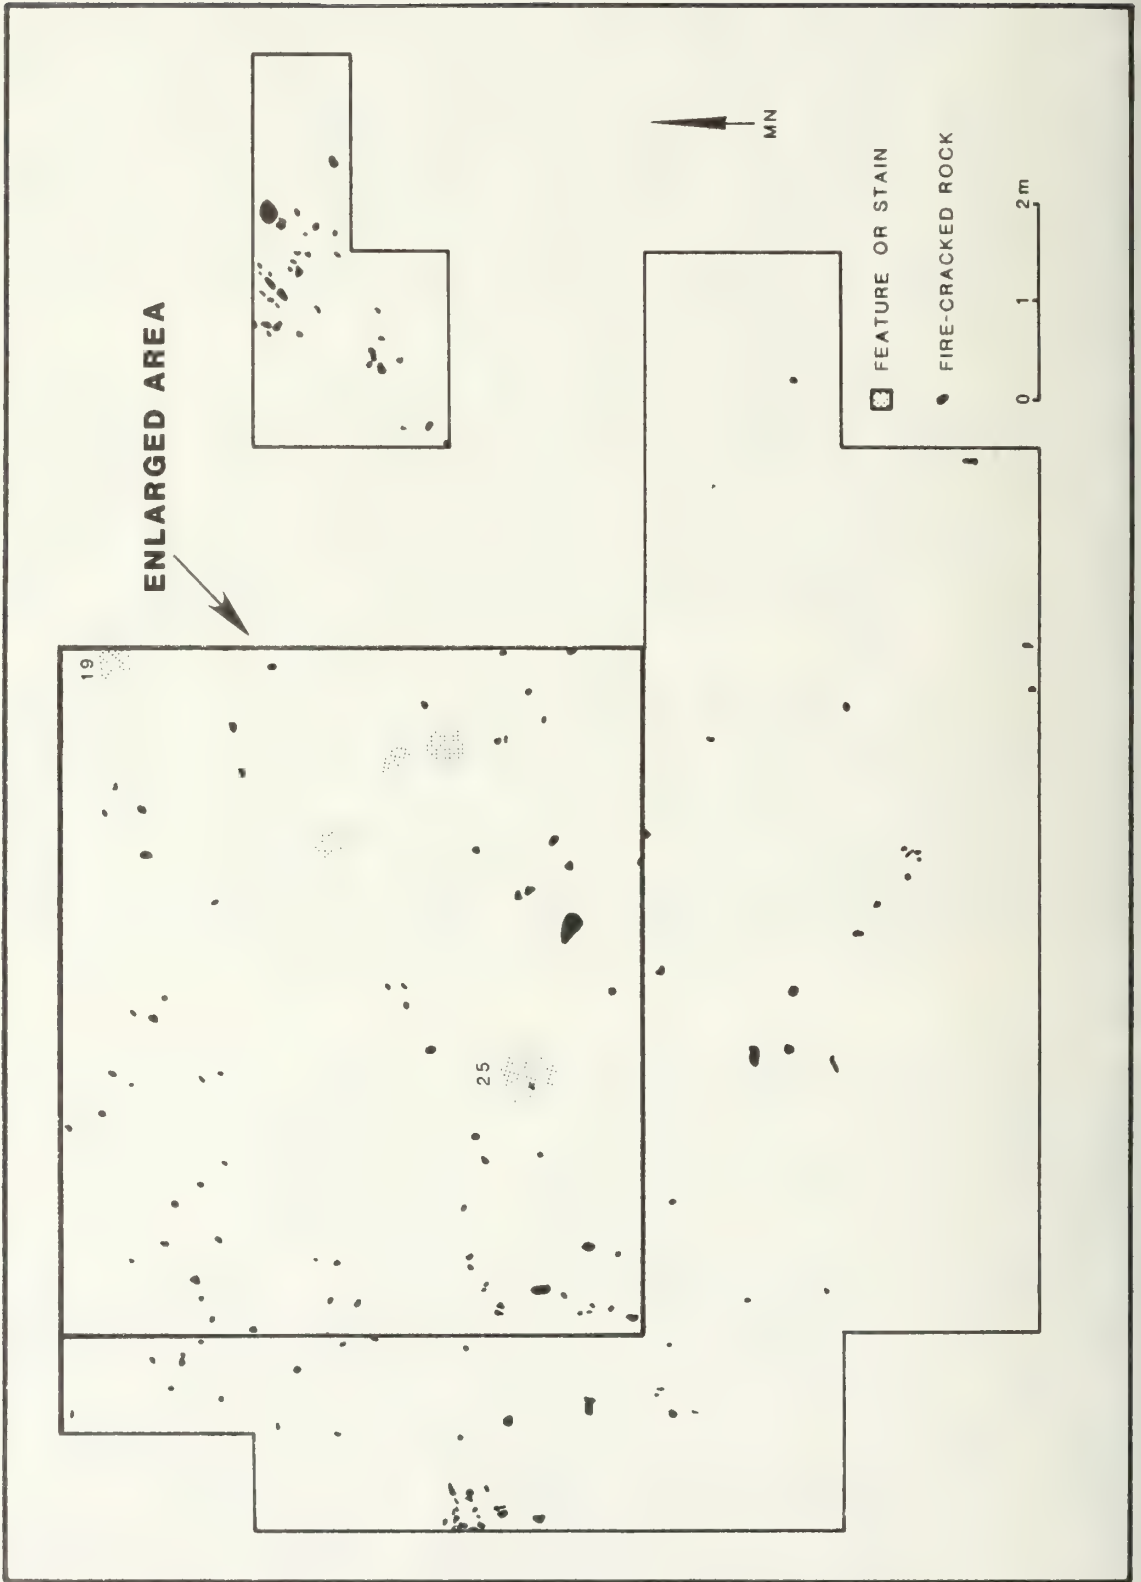 ENLARGED AREA
19
25
MN
FEATURE OR STAIN
FIRE-CRACKED ROCK
0 1 2m